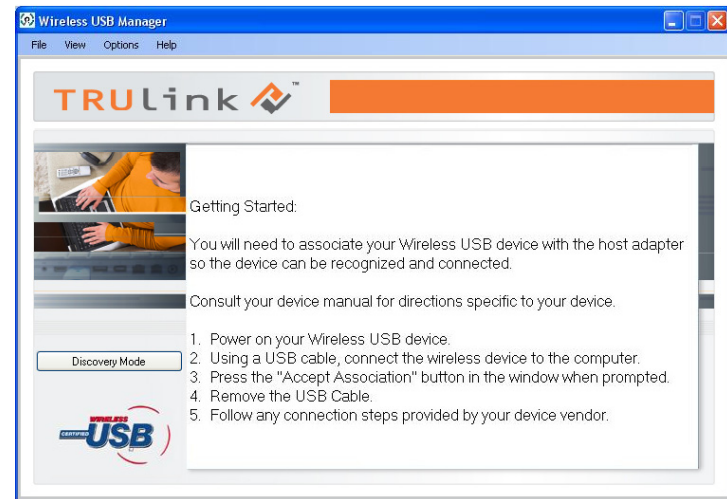 Wireless USB Manager
File View Options Help
TRULink ™
Getting Started:
You will need to associate your Wireless USB device with the host adapter
so the device can be recognized and connected.
Consult your device manual for directions specific to your device.
1. Power on your Wireless USB device.
2. Using a USB cable, connect the wireless device to the computer.
3. Press the "Accept Association" button in the window when prompted.
4. Remove the USB Cable.
5. Follow any connection steps provided by your device vendor.
Discovery Mode
WIRELESS
CERTIFIED USB